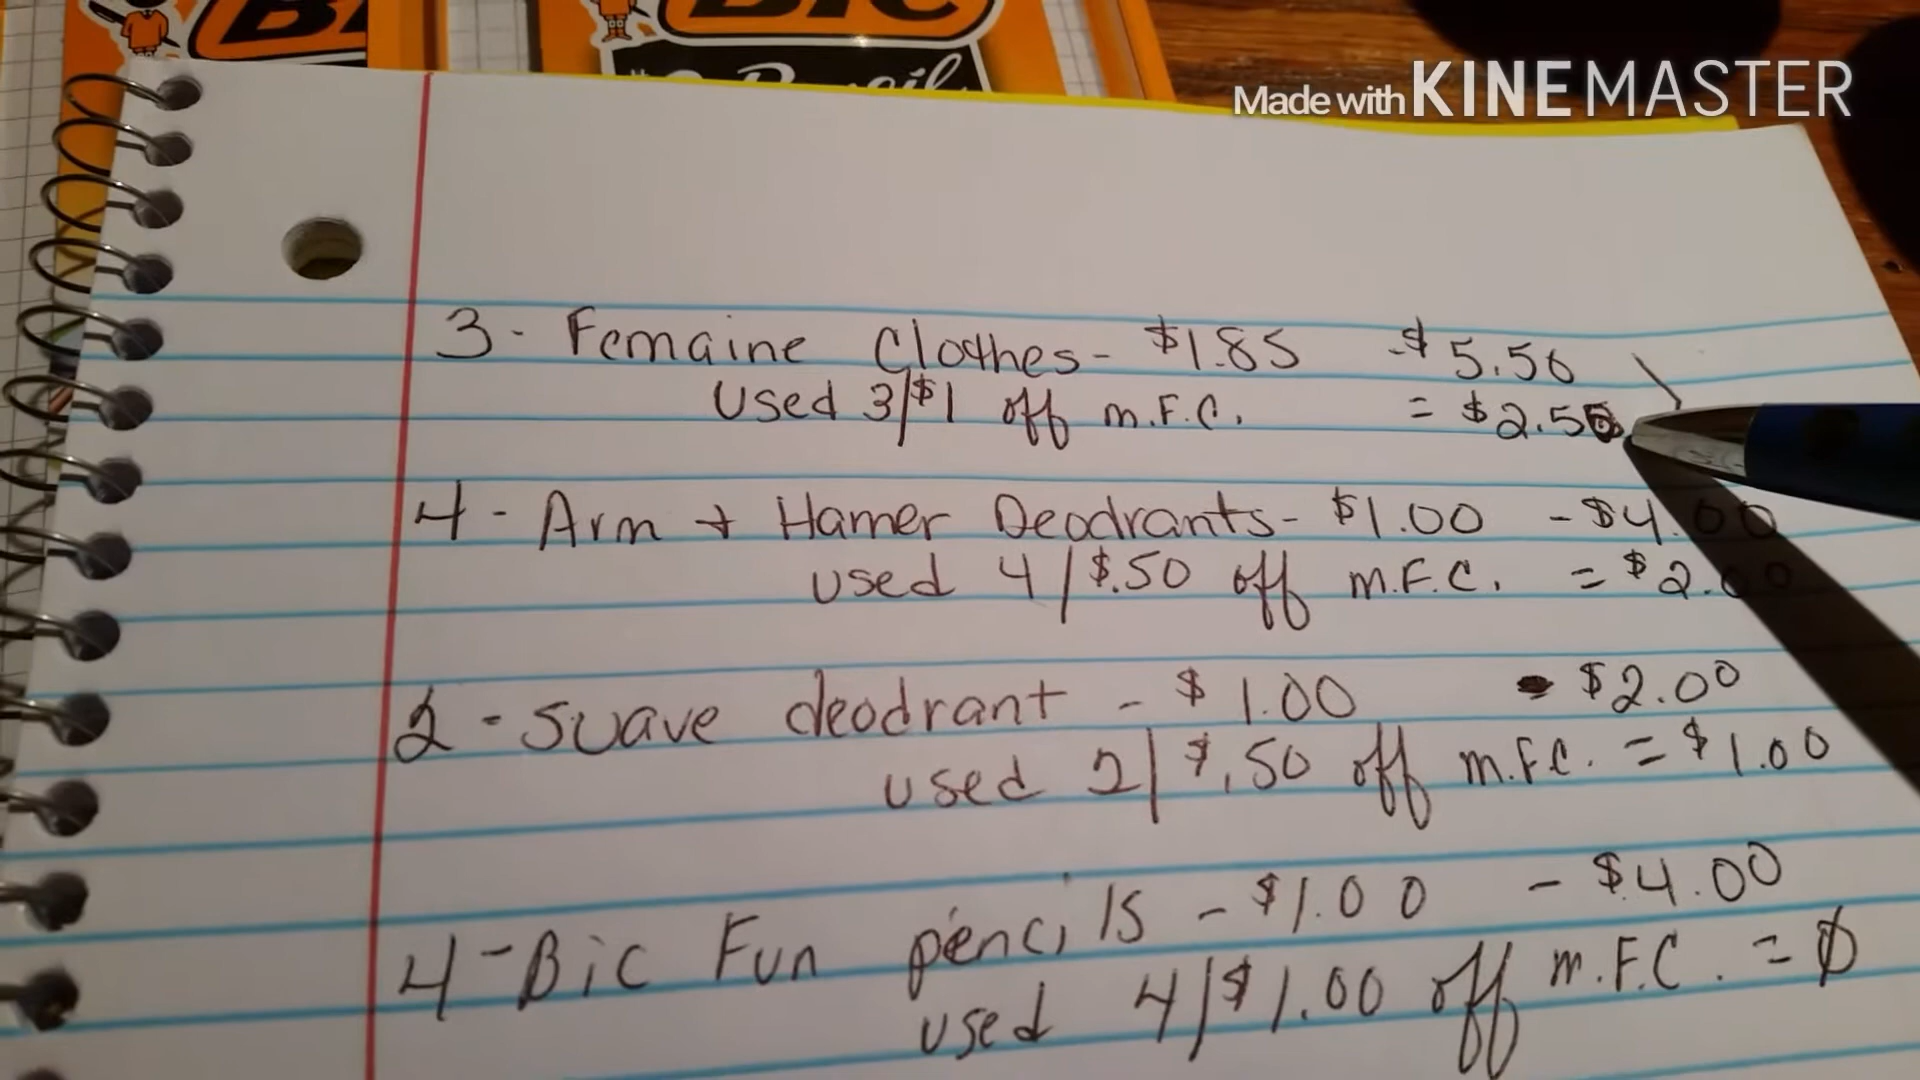 BIC
Made with KINEMASTER
3 - Femaine Clothes - $1.85 - $5.56
Used 3/$1 off m.F.C. = $2.5
4 - Arm + Hamer Deodrants - $1.00 - $4.00
used 4/$.50 off m.F.C. = $2.00
2 - Suave deodrant - $1.00 - $2.00
used 2/$.50 off m.F.C. = $1.00
4 - Bic Fun pencils - $1.00 - $4.00
used 4/$1.00 off m.F.C. = 0